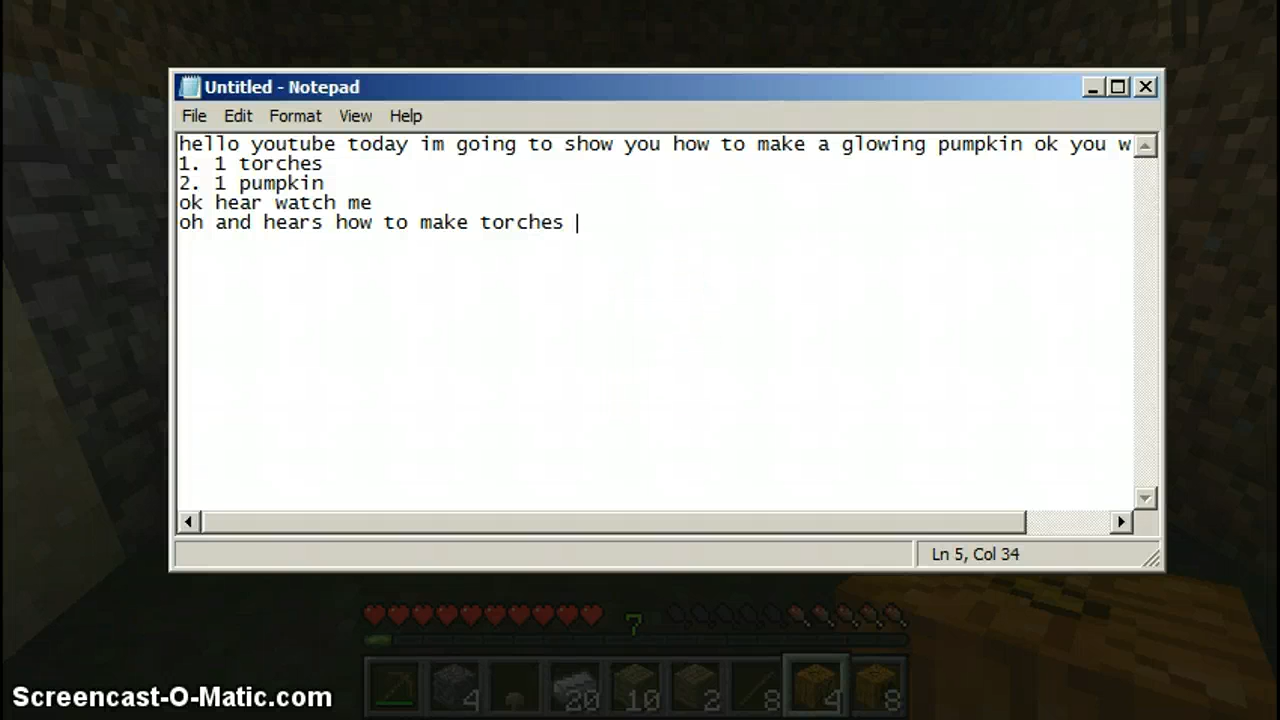 Untitled - Notepad
File Edit Format View Help
hello youtube today im going to show you how to make a glowing pumpkin ok you w
1. 1 torches
2. 1 pumpkin
ok hear watch me
oh and hears how to make torches
Ln 5, Col 34
7
4 20 10 2 8 4 8
Screencast-O-Matic.com